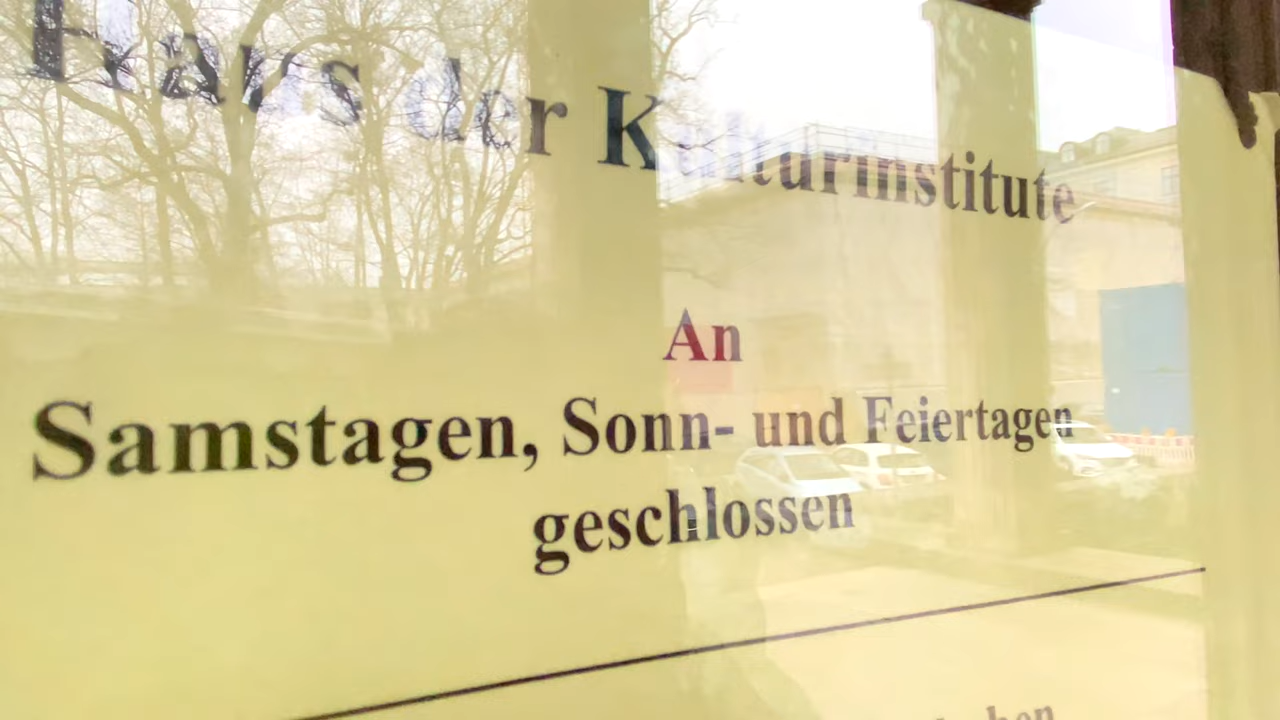 Haus der Kulturinstitute
An
Samstagen, Sonn- und Feiertagen
geschlossen